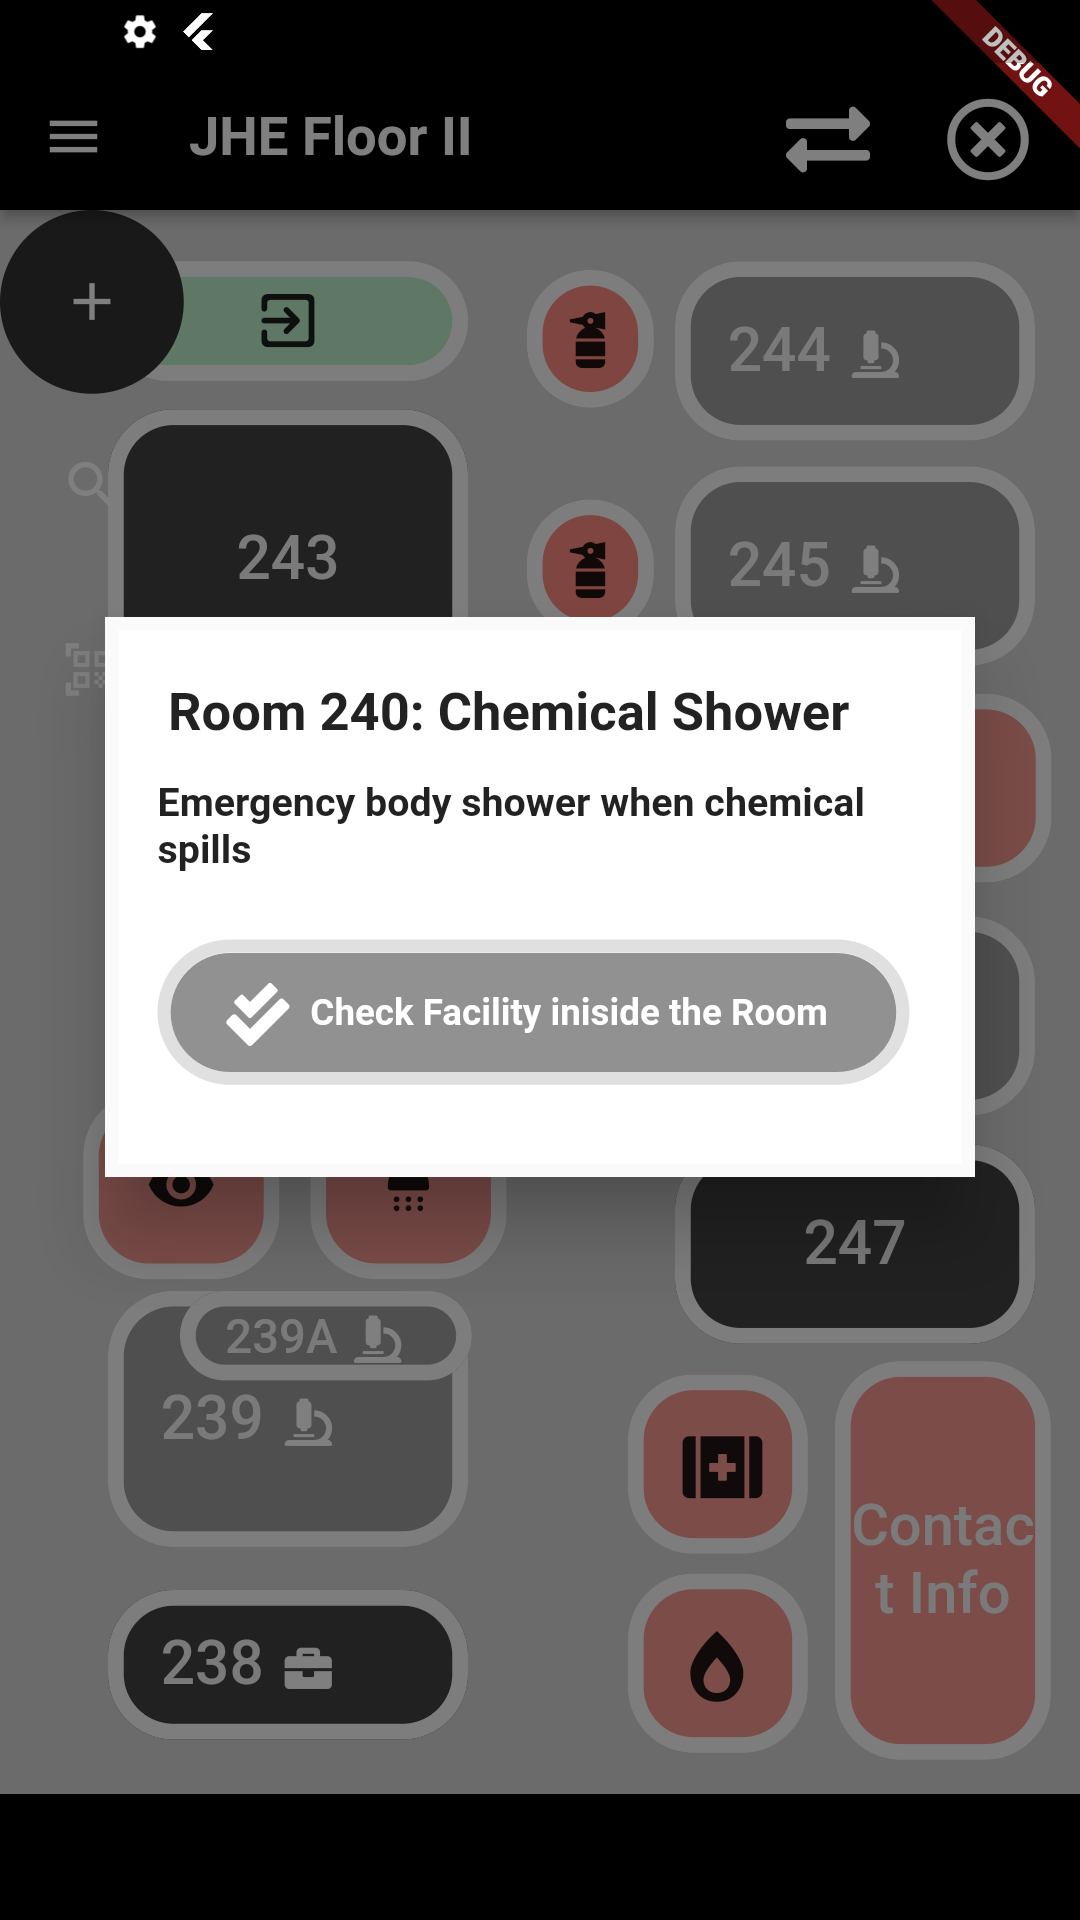 DEBUG
JHE Floor II
244
243
245
Room 240: Chemical Shower
Emergency body shower when chemical
spills
Check Facility iniside the Room
247
239A
239
Contac
t Info
238